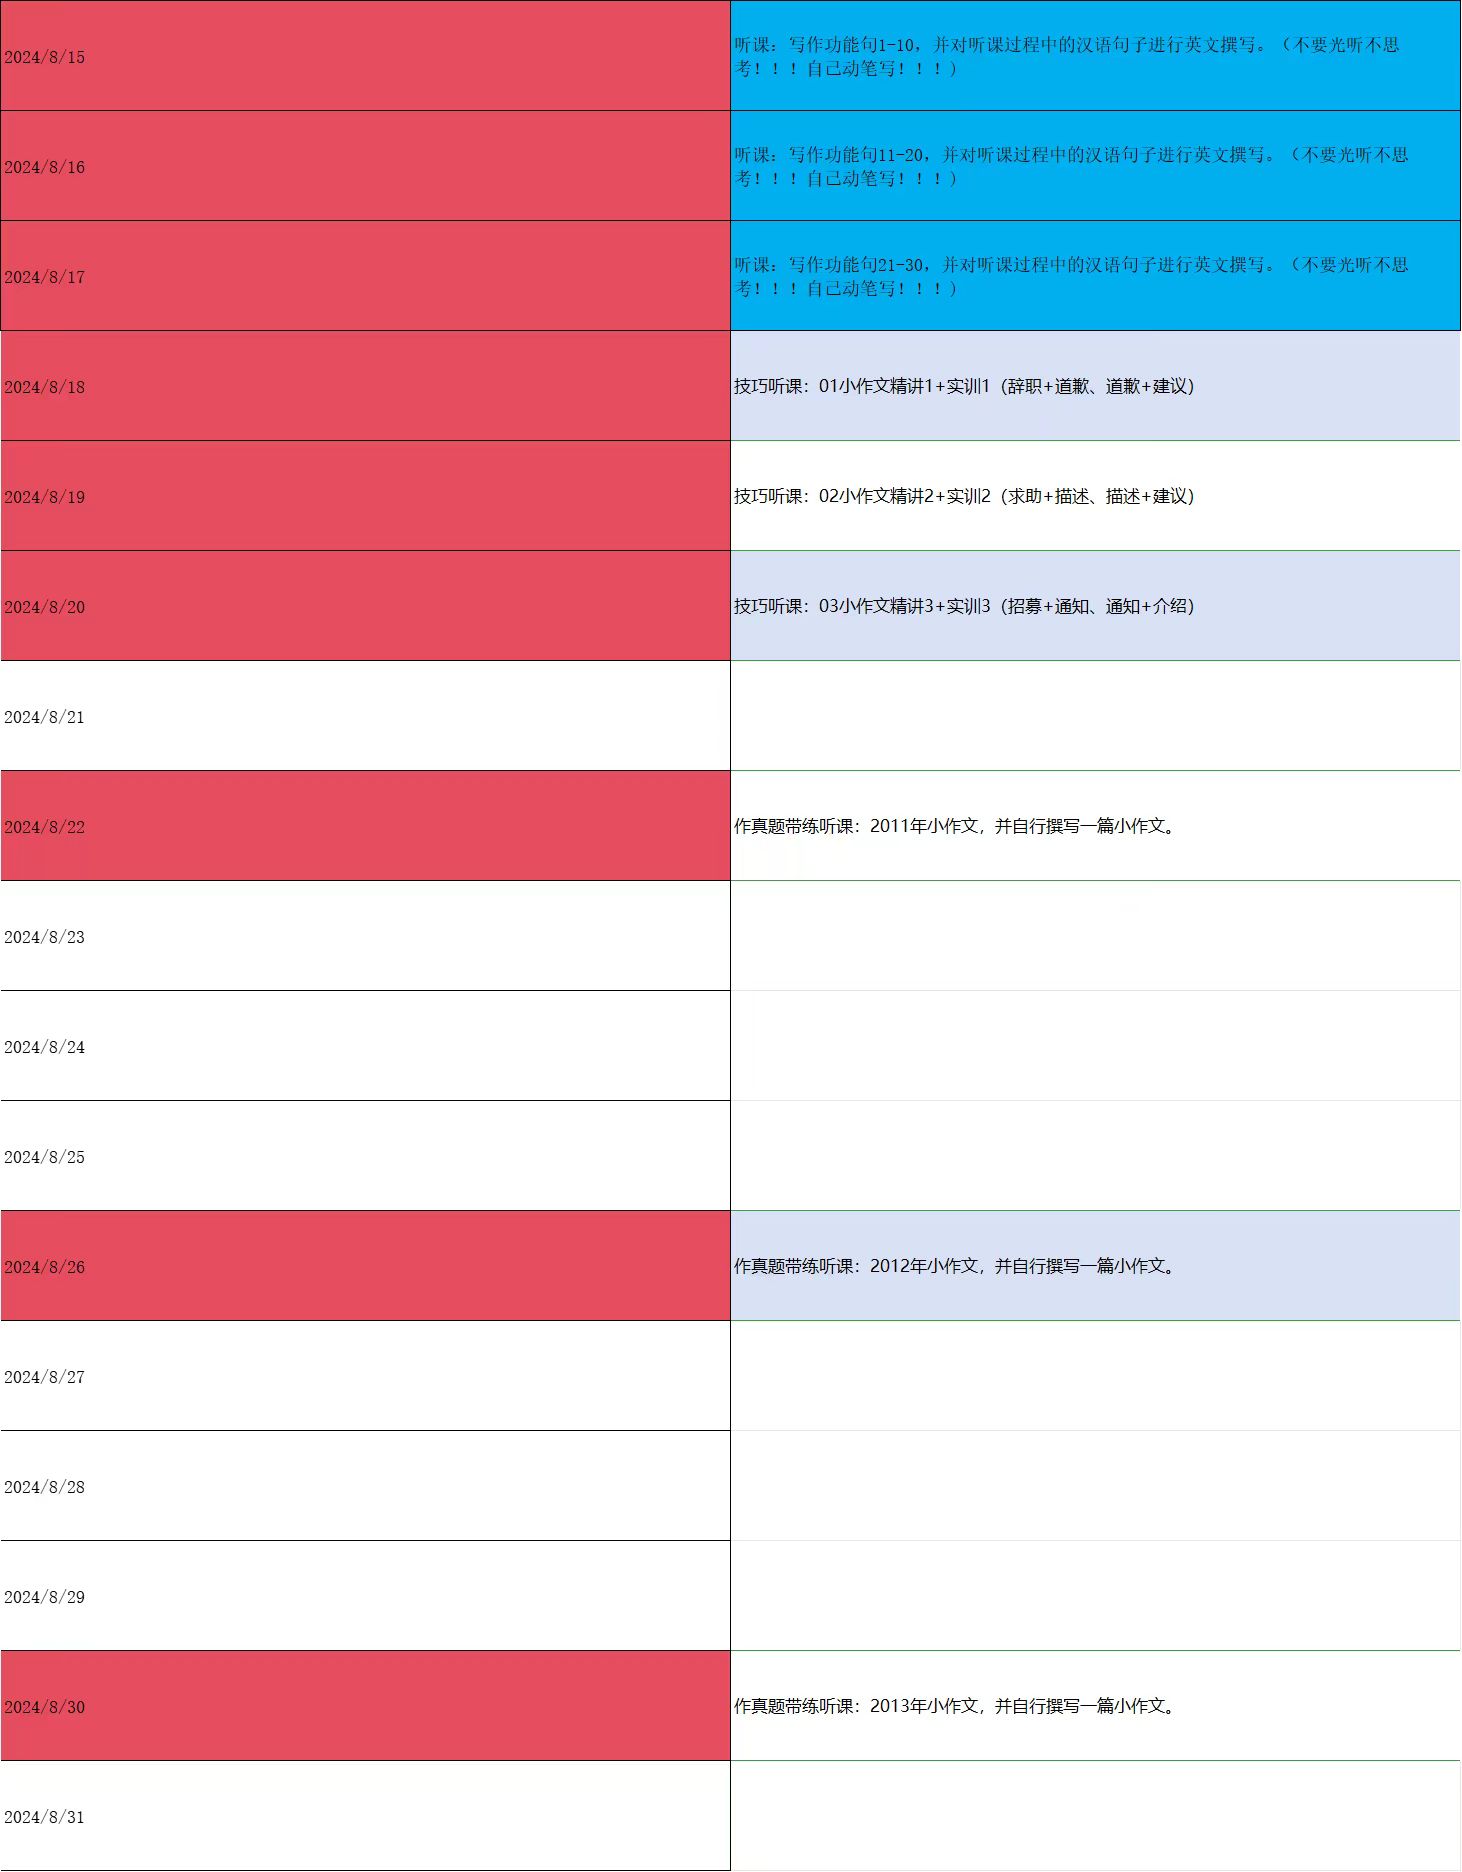 2024/8/15
听课：写作功能句1-10，并对听课过程中的汉语句子进行英文撰写。（不要光听不思
考！！！自己动笔写！！！）
2024/8/16
听课：写作功能句11-20，并对听课过程中的汉语句子进行英文撰写。（不要光听不思
考！！！自己动笔写！！！）
2024/8/17
听课：写作功能句21-30，并对听课过程中的汉语句子进行英文撰写。（不要光听不思
考！！！自己动笔写！！！）
2024/8/18
技巧听课：01小作文精讲1+实训1（辞职+道歉、道歉+建议）
2024/8/19
技巧听课：02小作文精讲2+实训2（求助+描述、描述+建议）
2024/8/20
技巧听课：03小作文精讲3+实训3（招募+通知、通知+介绍）
2024/8/21
2024/8/22
作真题带练听课：2011年小作文，并自行撰写一篇小作文。
2024/8/23
2024/8/24
2024/8/25
2024/8/26
作真题带练听课：2012年小作文，并自行撰写一篇小作文。
2024/8/27
2024/8/28
2024/8/29
2024/8/30
作真题带练听课：2013年小作文，并自行撰写一篇小作文。
2024/8/31